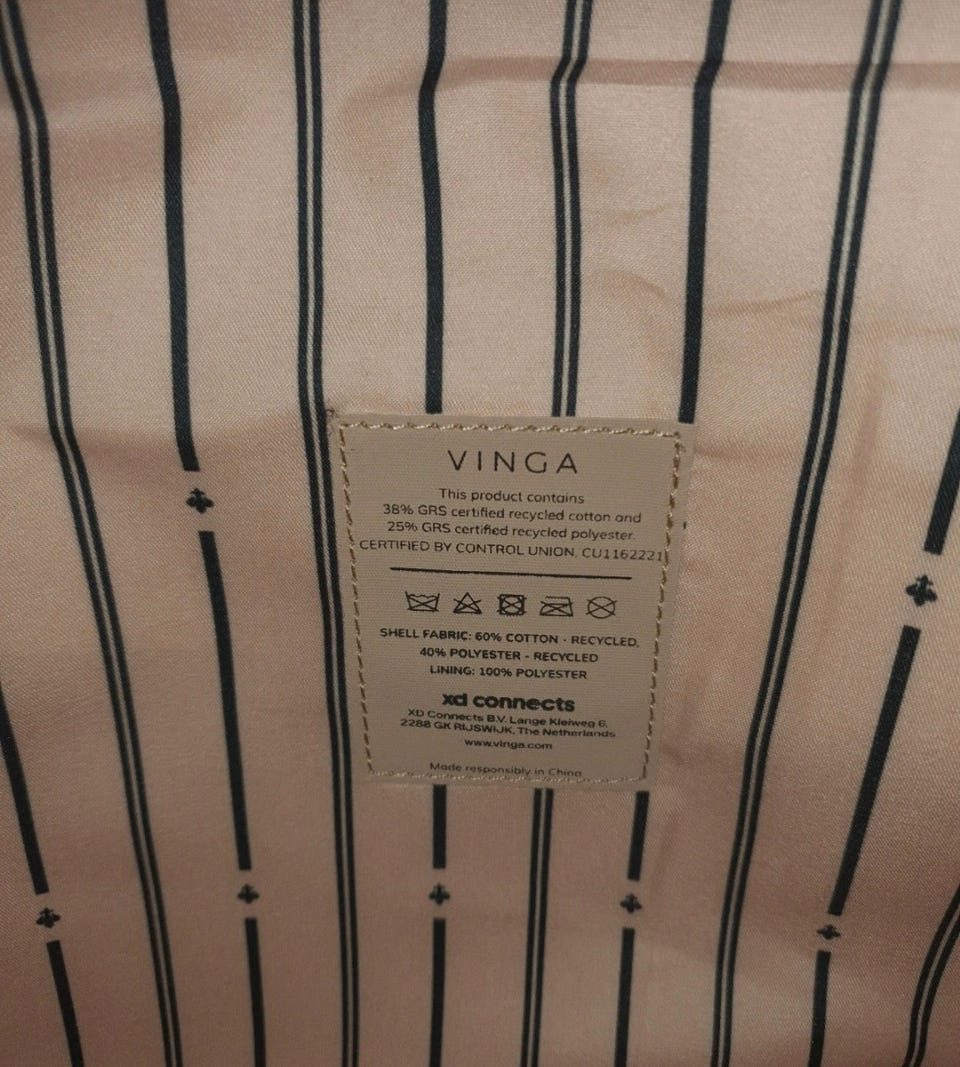 VINGA
This product contains
38% GRS certified recycled cotton and
25% GRS certified recycled polyester.
CERTIFIED BY CONTROL UNION, CU1162221
SHELL FABRIC: 60% COTTON - RECYCLED,
40% POLYESTER - RECYCLED
LINING: 100% POLYESTER
xd connects
XD Connects B.V. Lange Kleiweg 6,
2288 GK RIJSWIJK, The Netherlands
www.vinga.com
Made responsibly in China